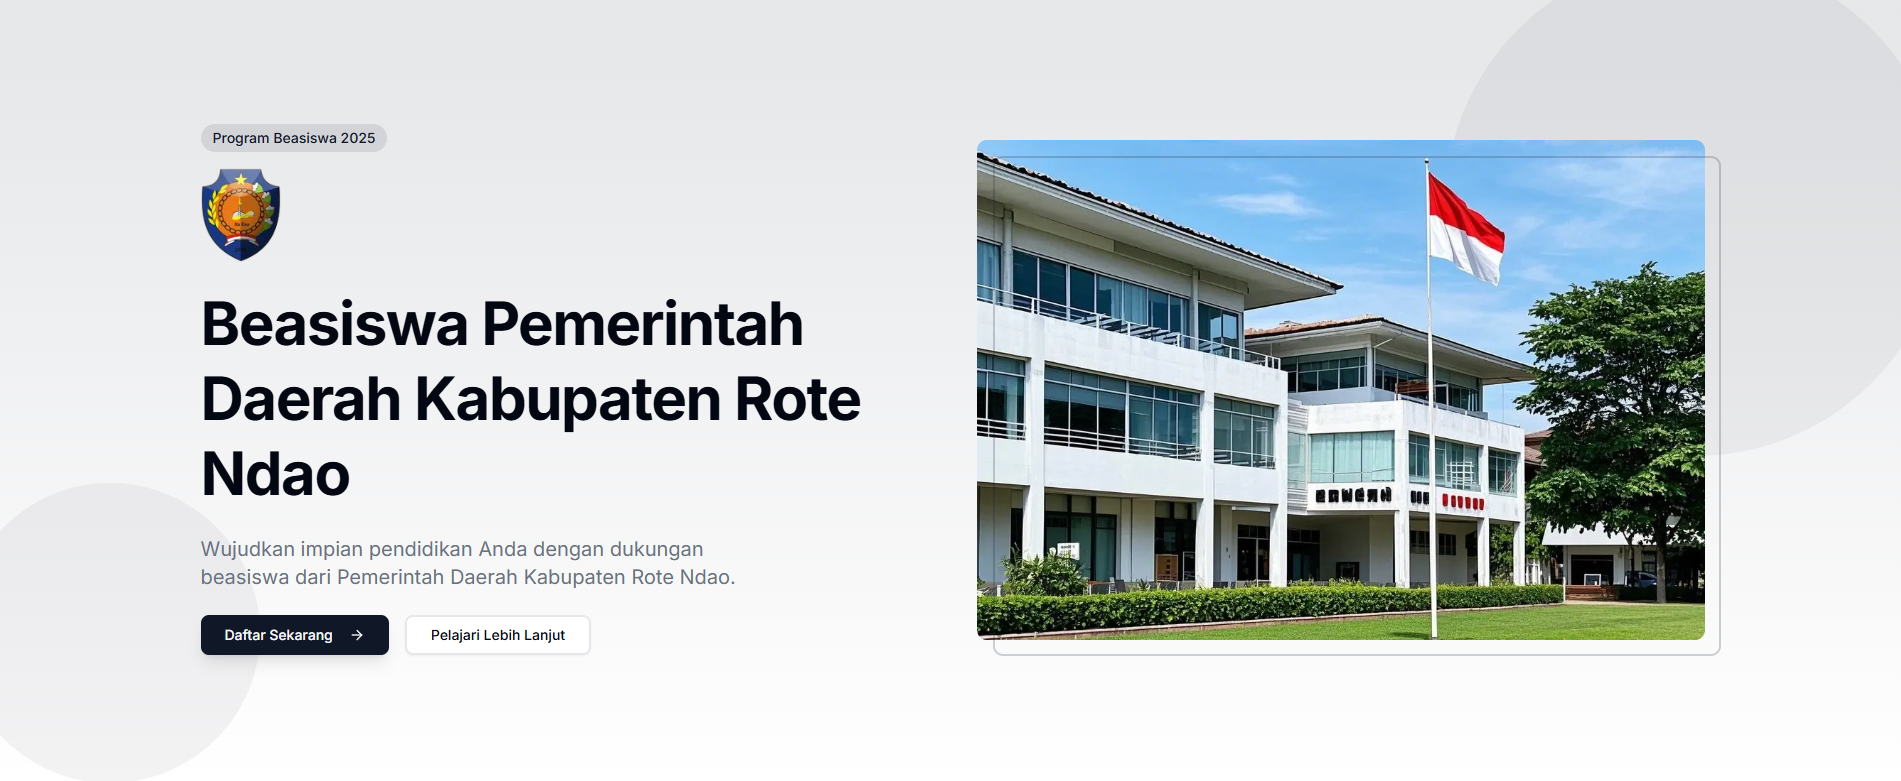 Program Beasiswa 2025
Beasiswa Pemerintah
Daerah Kabupaten Rote
Ndao
Wujudkan impian pendidikan Anda dengan dukungan
beasiswa dari Pemerintah Daerah Kabupaten Rote Ndao.
Daftar Sekarang
Pelajari Lebih Lanjut